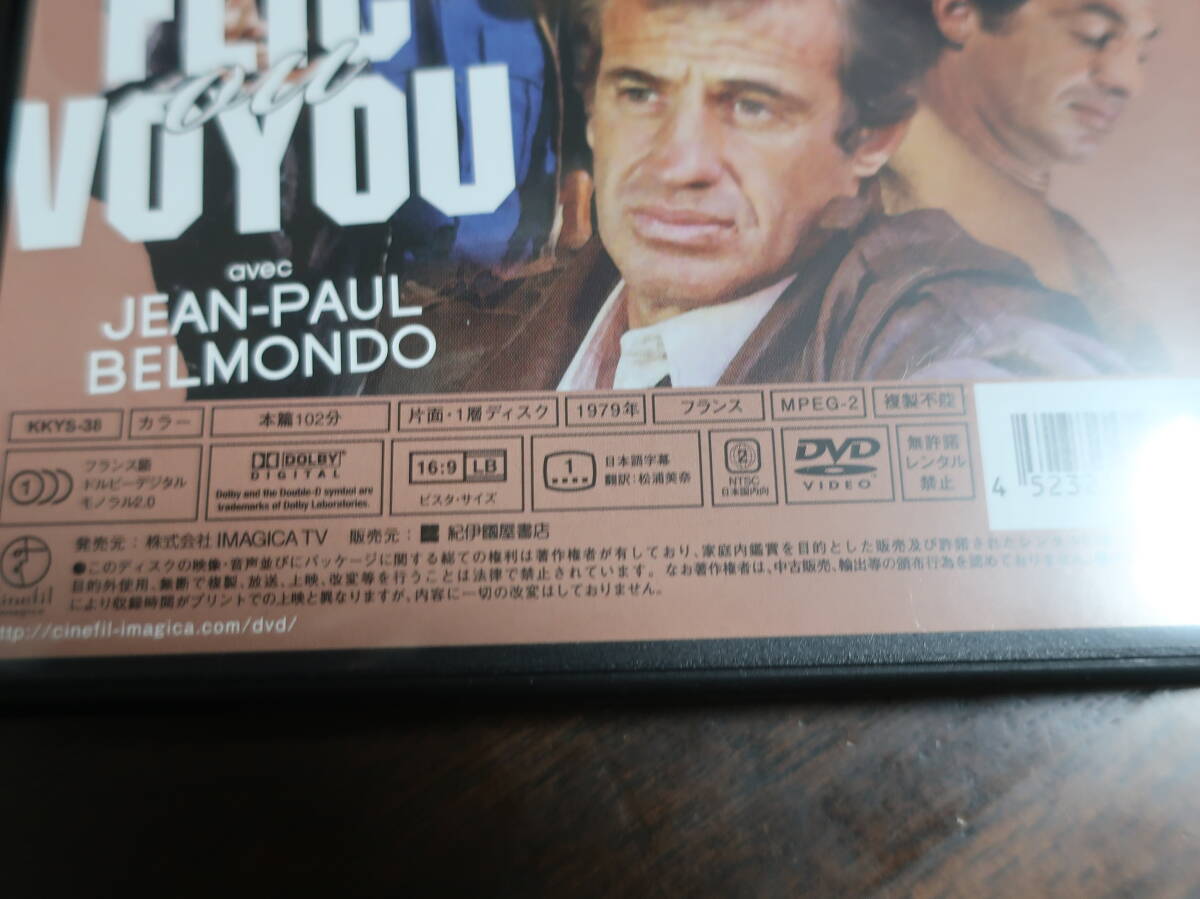 FLIC
ou
VOYOU
avec
JEAN-PAUL
BELMONDO
KKYS-38 カラー 本篇102分 片面・1層ディスク 1979年 フランス MPEG-2 複製不能
1 フランス語
ドルビーデジタル
モノラル2.0
DOLBY
DIGITAL
Dolby and the Double-D symbol are
trademarks of Dolby Laboratories.
16:9 LB
ビスタ・サイズ
1 日本語字幕
翻訳:松浦美奈
2
NTSC
日本国内向
DVD
VIDEO
無許諾
レンタル
禁止
4 5232
発売元:株式会社 IMAGICA TV 販売元: 紀伊國屋書店
●このディスクの映像・音声並びにパッケージに関する総ての権利は著作権者が有しており、家庭内鑑賞を目的とした販売及び許諾されたレンタル
目的外使用、無断で複製、放送、上映、改変等を行うことは法律で禁止されています。なお著作権者は、中古販売、輸出等の頒布行為を認めておりません。
により収録時間がプリントでの上映と異なりますが、内容に一切の改変はしておりません。
cinefil
imagica
http://cinefil-imagica.com/dvd/